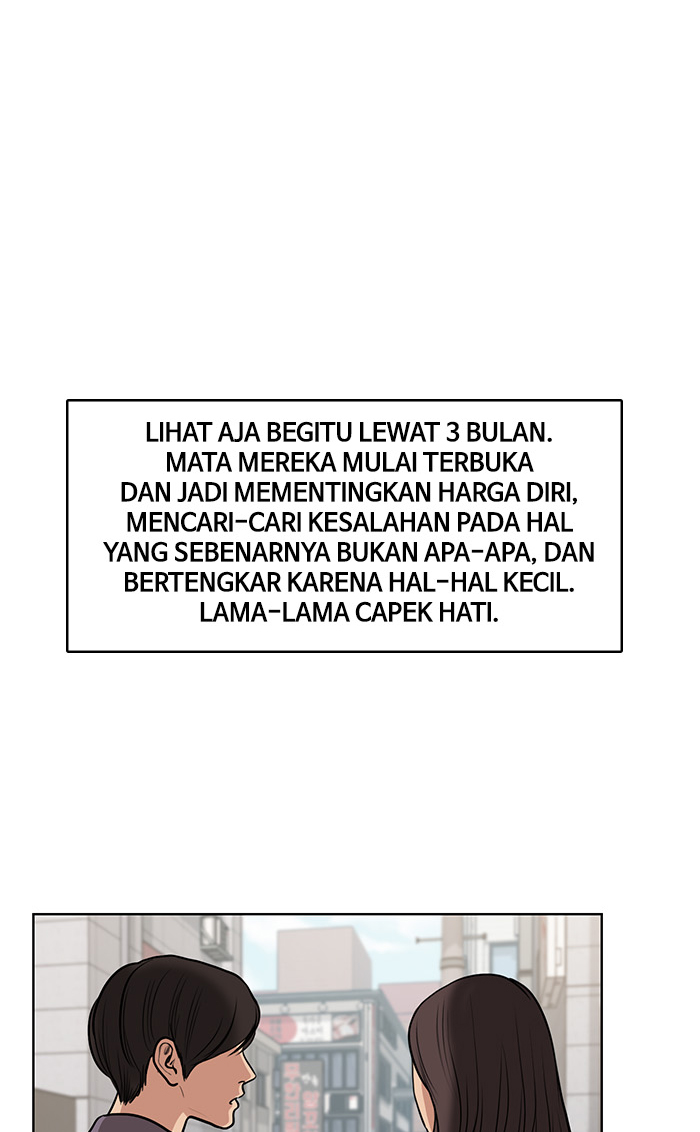 LIHAT AJA BEGITU LEWAT 3 BULAN.
MATA MEREKA MULAI TERBUKA
DAN JADI MEMENTINGKAN HARGA DIRI,
MENCARI-CARI KESALAHAN PADA HAL
YANG SEBENARNYA BUKAN APA-APA, DAN
BERTENGKAR KARENA HAL-HAL KECIL.
LAMA-LAMA CAPEK HATI.